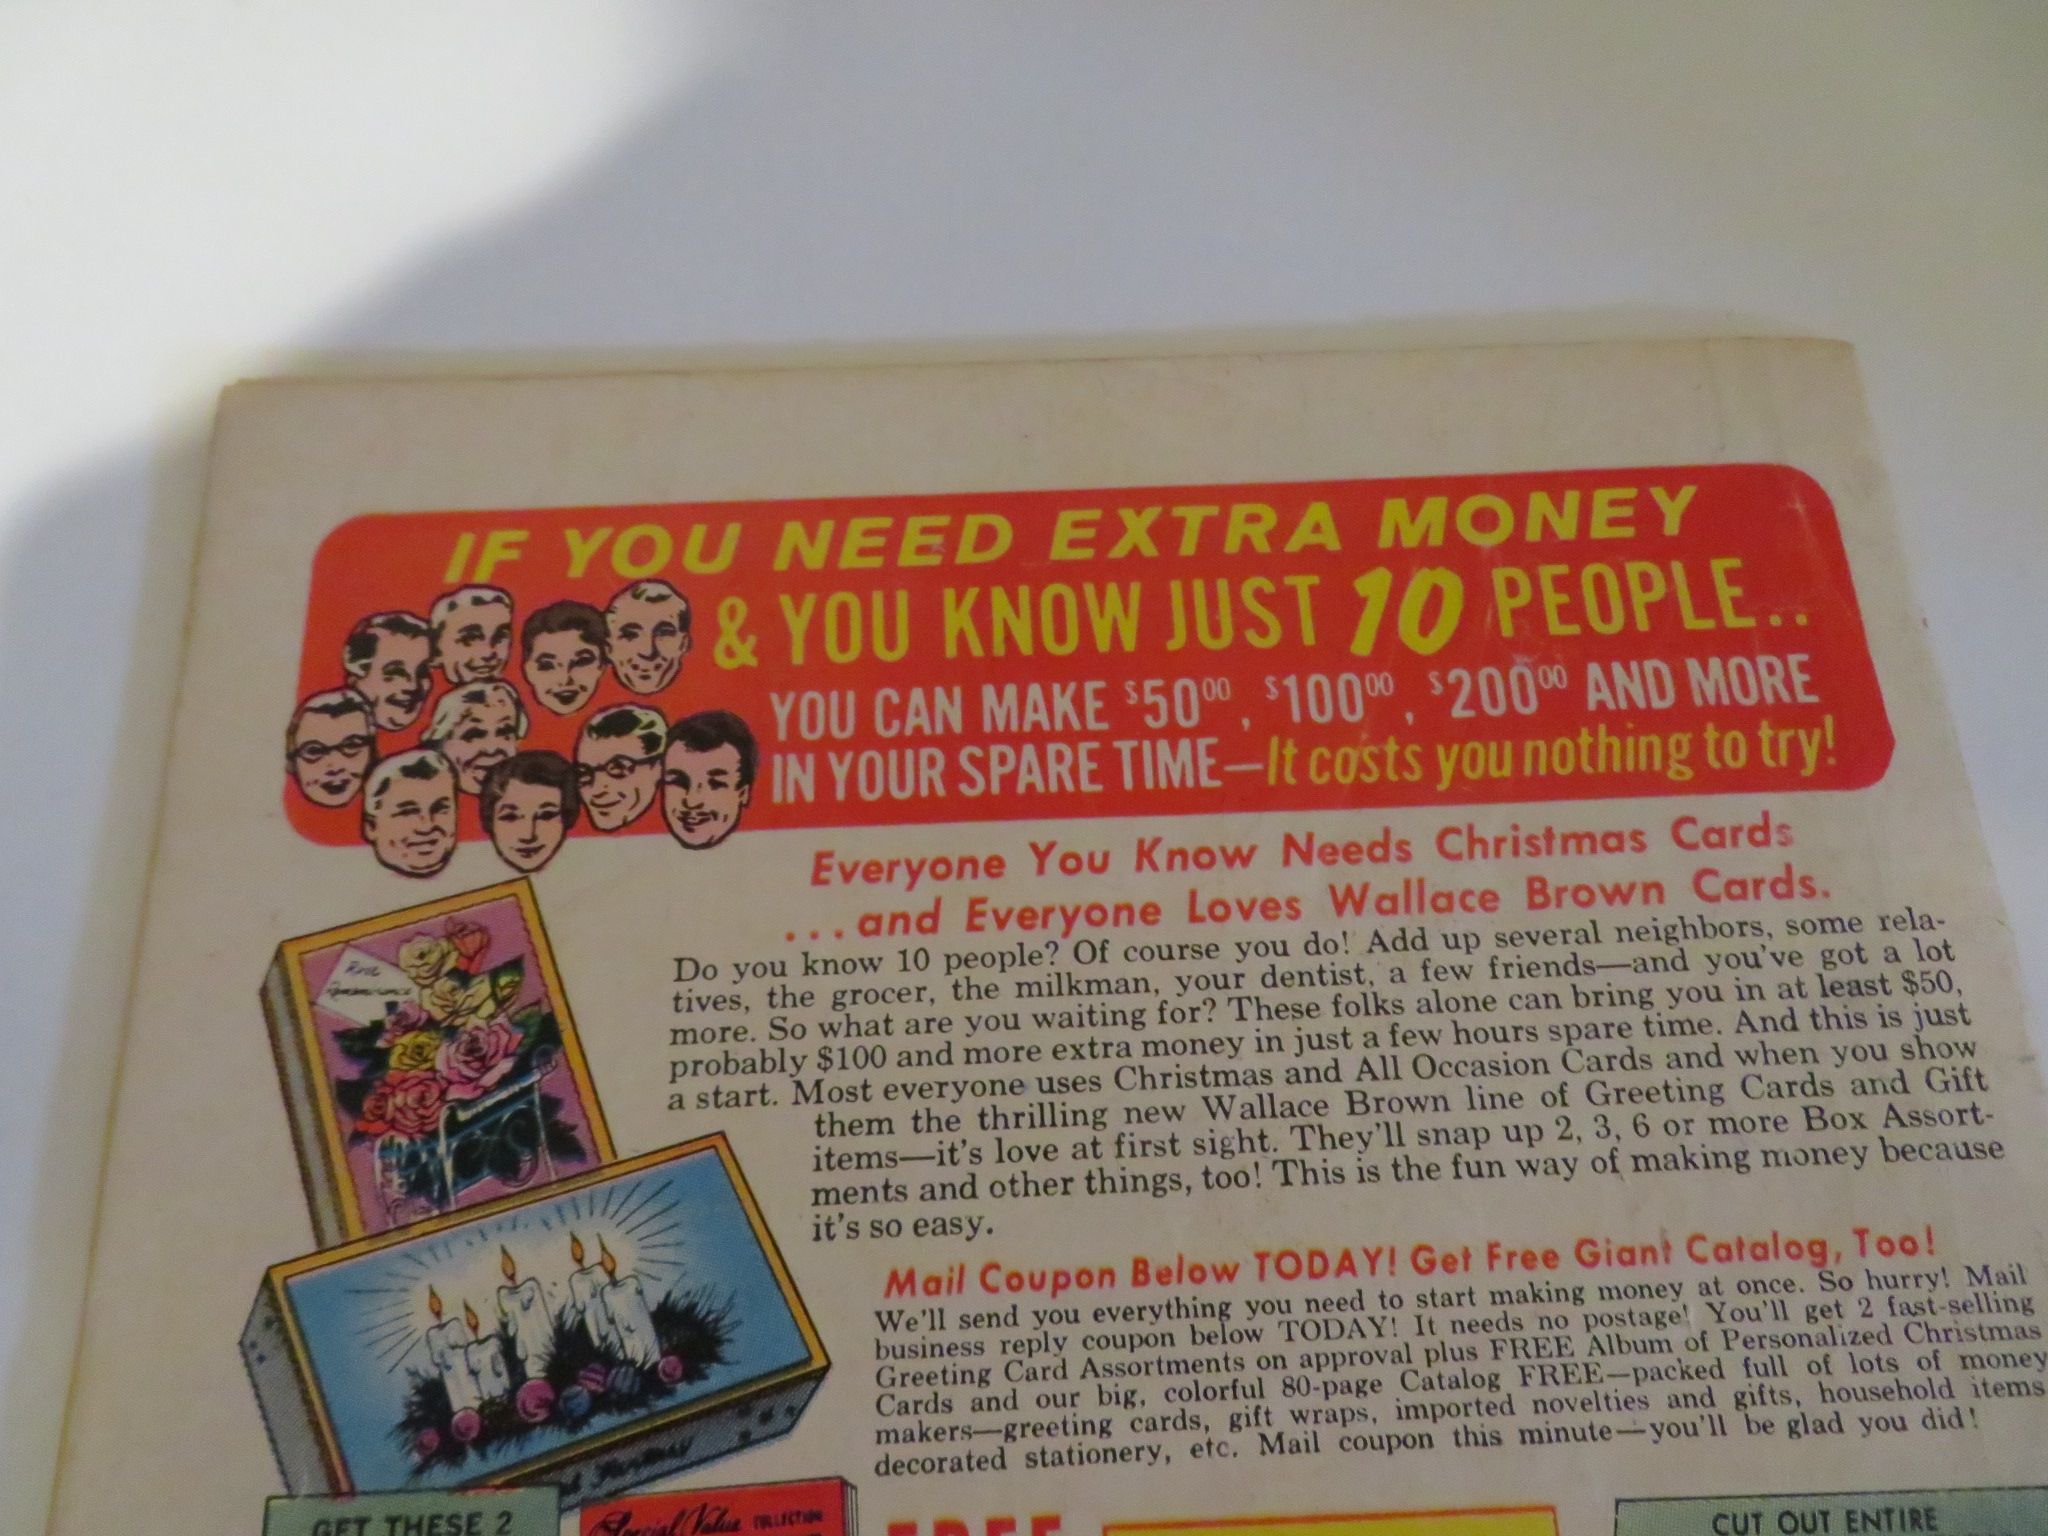 IF YOU NEED EXTRA MONEY
& YOU KNOW JUST 10 PEOPLE..
YOU CAN MAKE $50.00, $100.00, $200.00 AND MORE
IN YOUR SPARE TIME—It costs you nothing to try!
Everyone You Know Needs Christmas Cards
...and Everyone Loves Wallace Brown Cards.
Do you know 10 people? Of course you do! Add up several neighbors, some rela-
tives, the grocer, the milkman, your dentist, a few friends—and you've got a lot
more. So what are you waiting for? These folks alone can bring you in at least $50,
probably $100 and more extra money in just a few hours spare time. And this is just
a start. Most everyone uses Christmas and All Occasion Cards and when you show
them the thrilling new Wallace Brown line of Greeting Cards and Gift
items—it's love at first sight. They'll snap up 2, 3, 6 or more Box Assort-
ments and other things, too! This is the fun way of making money because
it's so easy.
Mail Coupon Below TODAY! Get Free Giant Catalog, Too!
We'll send you everything you need to start making money at once. So hurry! Mail
business reply coupon below TODAY! It needs no postage! You'll get 2 fast-selling
Greeting Card Assortments on approval plus FREE Album of Personalized Christmas
Cards and our big, colorful 80-page Catalog FREE—packed full of lots of money
makers—greeting cards, gift wraps, imported novelties and gifts, household items
decorated stationery, etc. Mail coupon this minute—you'll be glad you did!
GET THESE 2
Special Value COLLECTION
FREE
CUT OUT ENTIRE